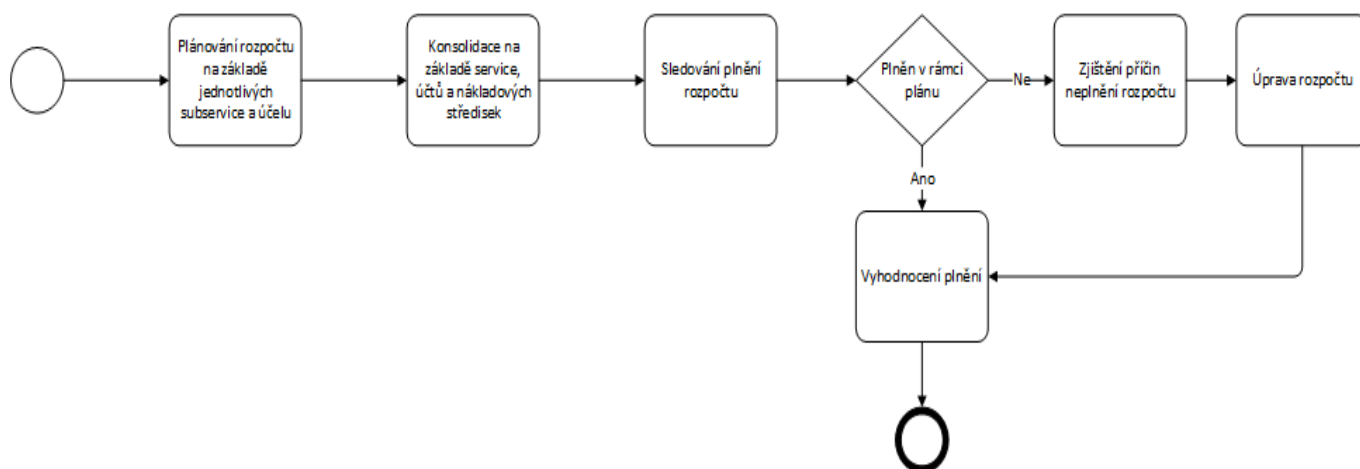 Plánování rozpočtu
na základě
jednotlivých
subservice a účelu
Konsolidace na
základě service,
účtů a nákladových
středisek
Sledování plnění
rozpočtu
Plněn v rámci
plánu
Ne
Zjištění příčin
neplnění rozpočtu
Úprava rozpočtu
Ano
Vyhodnocení plnění